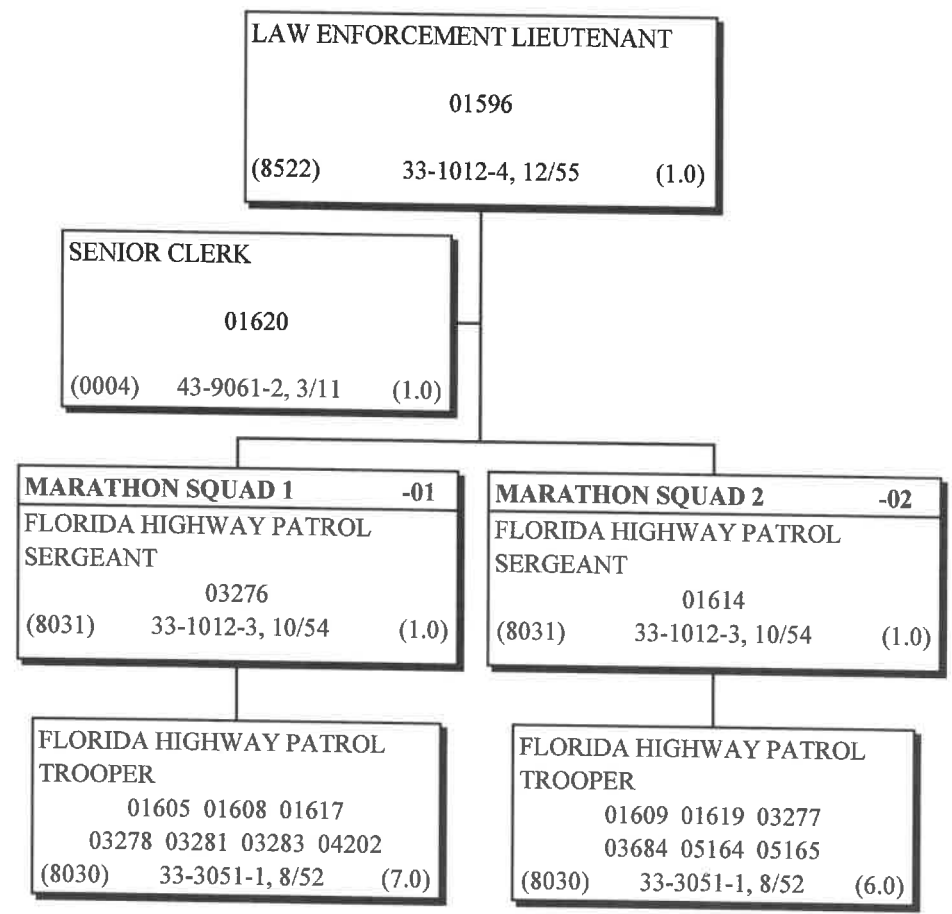 LAW ENFORCEMENT LIEUTENANT
01596
(8522) 33-1012-4, 12/55 (1.0)
SENIOR CLERK
01620
(0004) 43-9061-2, 3/11 (1.0)
MARATHON SQUAD 1 -01
FLORIDA HIGHWAY PATROL
SERGEANT
03276
(8031) 33-1012-3, 10/54 (1.0)
FLORIDA HIGHWAY PATROL
TROOPER
01605 01608 01617
03278 03281 03283 04202
(8030) 33-3051-1, 8/52 (7.0)
MARATHON SQUAD 2 -02
FLORIDA HIGHWAY PATROL
SERGEANT
01614
(8031) 33-1012-3, 10/54 (1.0)
FLORIDA HIGHWAY PATROL
TROOPER
01609 01619 03277
03684 05164 05165
(8030) 33-3051-1, 8/52 (6.0)